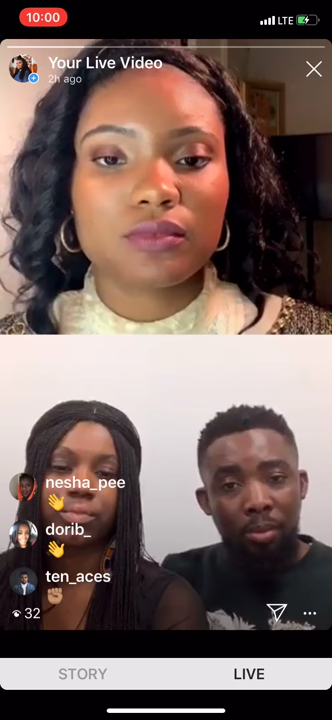 10:00
LTE
Your Live Video
2h ago
nesha_pee
👋
dorib_
👋
ten_aces
✊🏽
32
STORY
LIVE